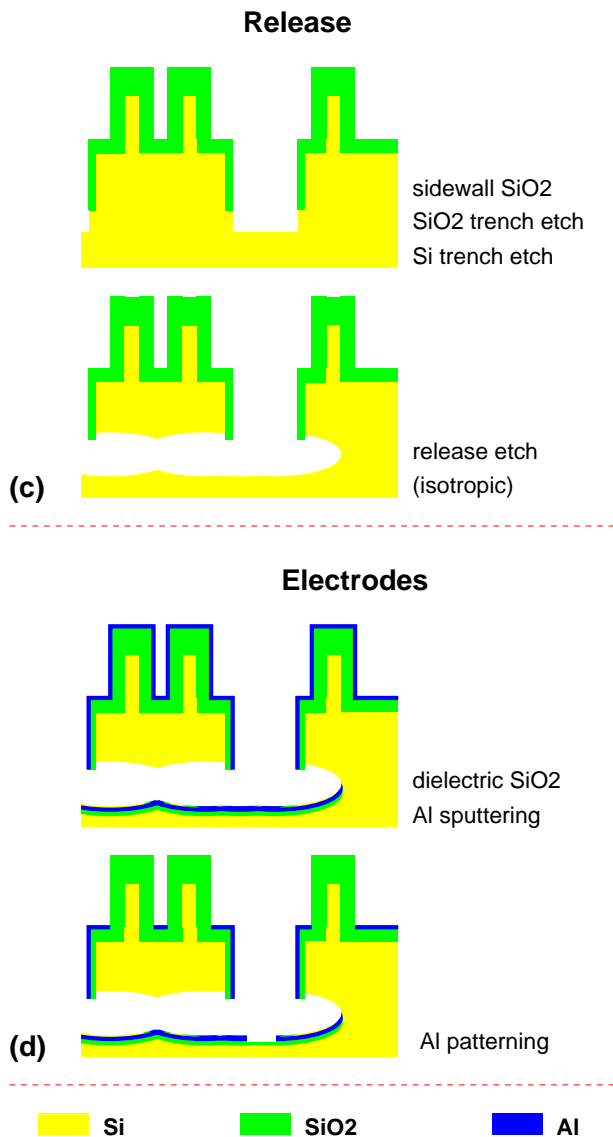 Release
sidewall SiO2
SiO2 trench etch
Si trench etch
release etch
(c)
(isotropic)
Electrodes
dielectric SiO2
Al sputtering
(d)
Al patterning
Si
SiO2
Al